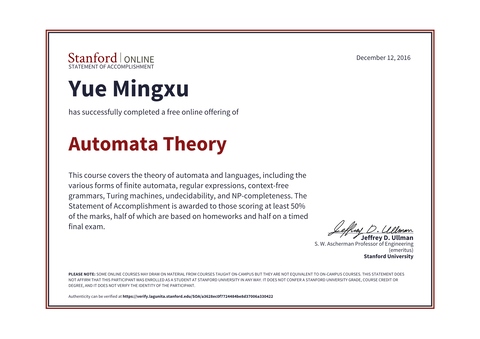 Stanford | ONLINE
December 12, 2016
STATEMENT OF ACCOMPLISHMENT
Yue Mingxu
has successfully completed a free online offering of
Automata Theory
This course covers the theory of automata and languages, including the
various forms of finite automata, regular expressions, context-free
grammars, Turing machines, undecidability, and NP-completeness. The
Statement of Accomplishment is awarded to those scoring at least 50%
of the marks, half of which are based on homeworks and half on a timed
final exam.
Jeffrey D. Ullman
Jeffrey D. Ullman
S. W. Ascherman Professor of Engineering
(emeritus)
Stanford University
PLEASE NOTE: SOME ONLINE COURSES MAY DRAW ON MATERIAL FROM COURSES TAUGHT ON CAMPUS BUT THEY ARE NOT EQUIVALENT TO ON-CAMPUS COURSES. THIS STATEMENT DOES
NOT AFFIRM THAT THIS PARTICIPANT WAS ENROLLED AS A STUDENT AT STANFORD UNIVERSITY IN ANY WAY. IT DOES NOT CONFER A STANFORD UNIVERSITY GRADE, COURSE CREDIT OR
DEGREE, AND IT DOES NOT VERIFY THE IDENTITY OF THE PARTICIPANT.
Authenticity can be verified at